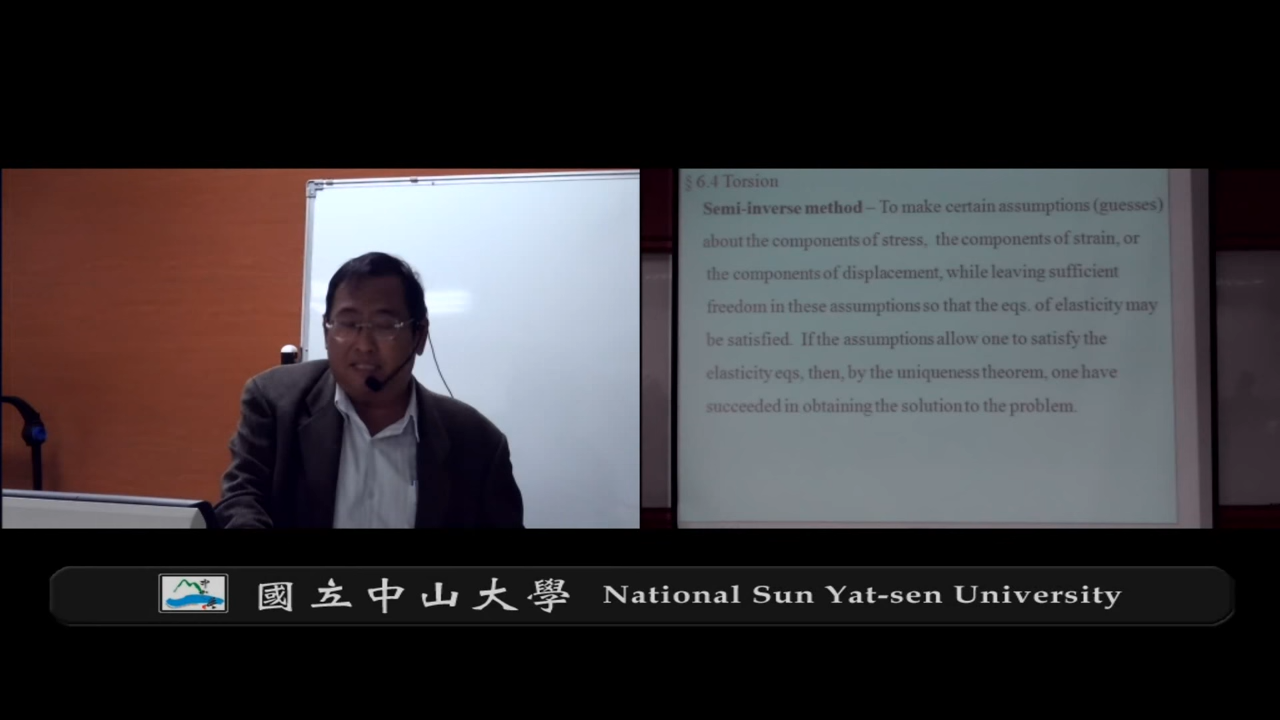 § 6.4 Torsion
Semi-inverse method – To make certain assumptions (guesses)
about the components of stress, the components of strain, or
the components of displacement, while leaving sufficient
freedom in these assumptions so that the eqs. of elasticity may
be satisfied. If the assumptions allow one to satisfy the
elasticity eqs, then, by the uniqueness theorem, one have
succeeded in obtaining the solution to the problem.
國立中山大學 National Sun Yat-sen University